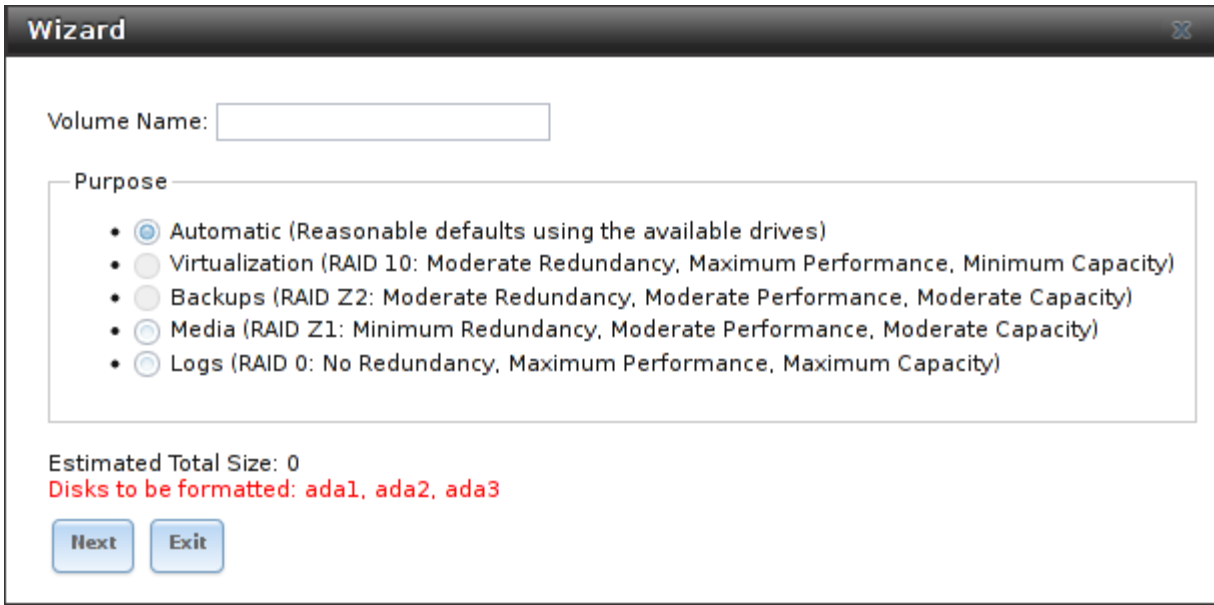 Wizard
Volume Name:
Purpose
Automatic (Reasonable defaults using the available drives)
Virtualization (RAID 10: Moderate Redundancy, Maximum Performance, Minimum Capacity)
Backups (RAID Z2: Moderate Redundancy, Moderate Performance, Moderate Capacity)
Media (RAID Z1: Minimum Redundancy, Moderate Performance, Moderate Capacity)
Logs (RAID 0: No Redundancy, Maximum Performance, Maximum Capacity)
Estimated Total Size: 0
Disks to be formatted: ada1, ada2, ada3
Next Exit